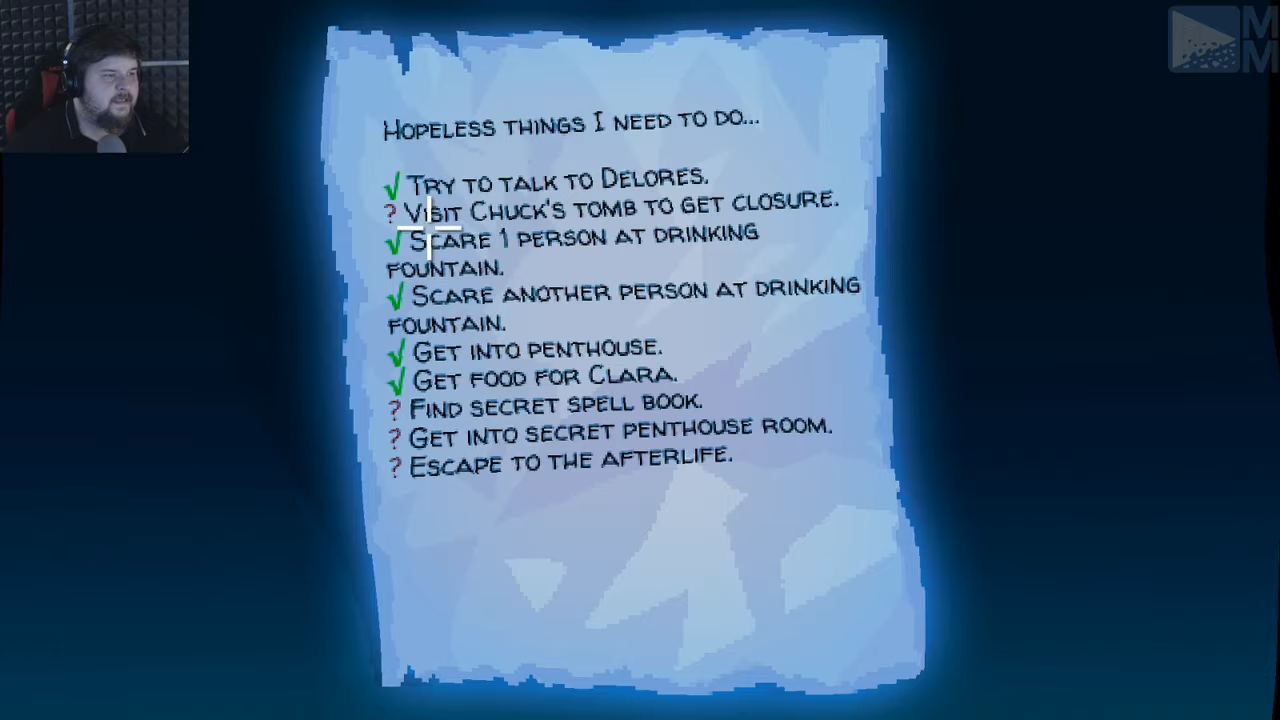 Hopeless things I need to do...
√ Try to talk to Delores.
? Visit Chuck's tomb to get closure.
√ Scare 1 person at drinking
fountain.
√ Scare another person at drinking
fountain.
√ Get into penthouse.
√ Get food for Clara.
? Find secret spell book.
? Get into secret penthouse room.
? Escape to the afterlife.
M
M